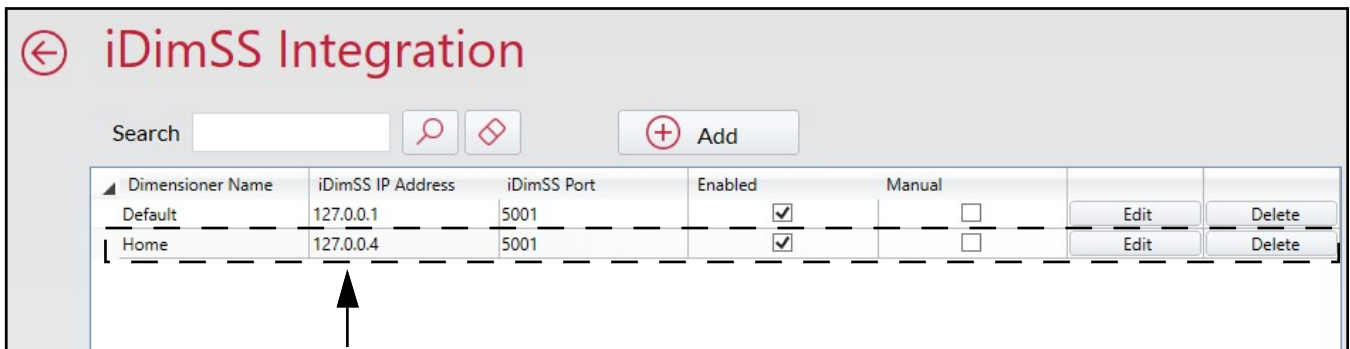 iDimSS Integration
Search Add
Dimensioner Name iDimSS IP Address iDimSS Port Enabled Manual
Default 127.0.0.1 5001 Edit Delete
Home 127.0.0.4 5001 Edit Delete